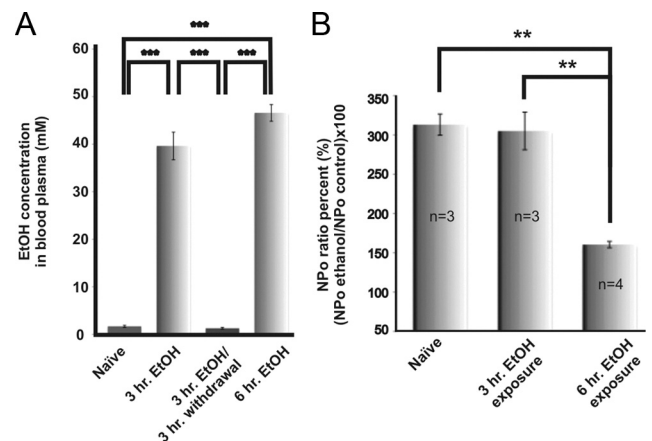 A
***
*** *** ***
EtOH concentration
in blood plasma (mM)
60
50
40
30
20
10
0
Naïve
3 hr. EtOH
3 hr. EtOH/
3 hr. withdrawal
6 hr. EtOH
B
**
**
NPo ratio percent (%)
(NPo ethanol/NPo control)x100
350
300
250
200
150
100
50
n=3
n=3
n=4
Naïve
3 hr. EtOH
exposure
6 hr. EtOH
exposure